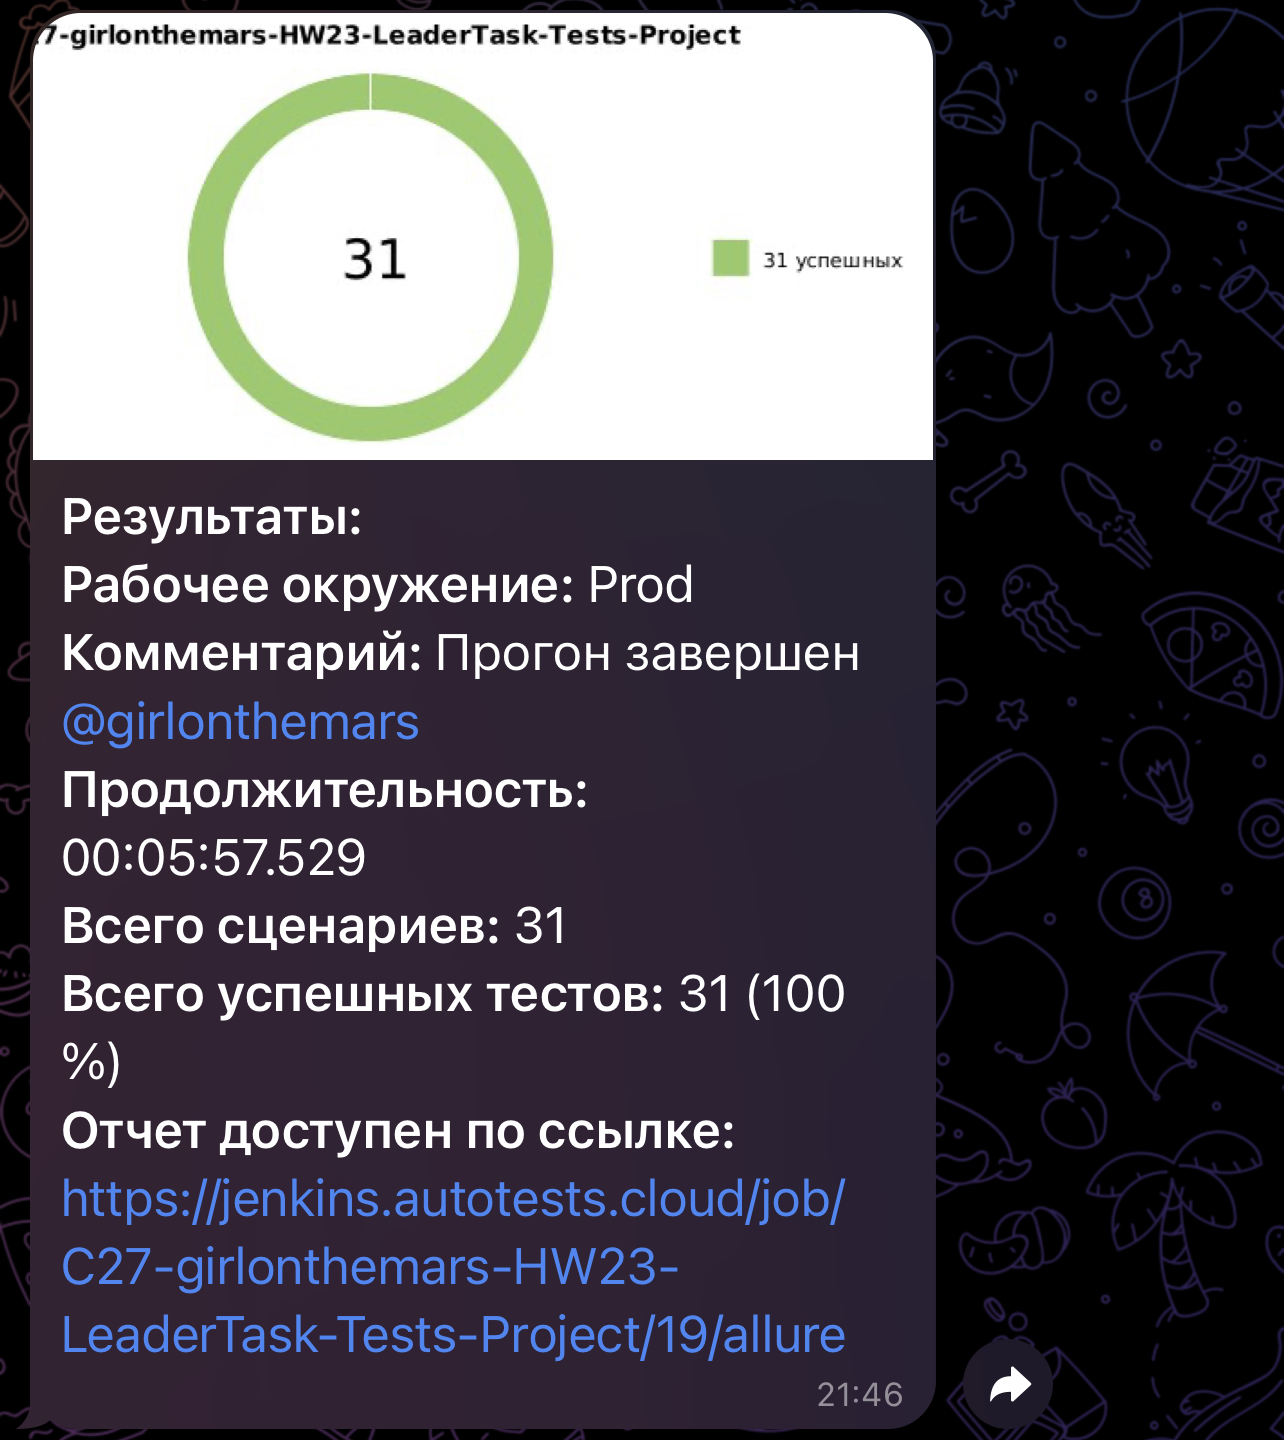 7-girlonthemars-HW23-LeaderTask-Tests-Project
31
31 успешных
Результаты:
Рабочее окружение: Prod
Комментарий: Прогон завершен
@girlonthemars
Продолжительность:
00:05:57.529
Всего сценариев: 31
Всего успешных тестов: 31 (100
%)
Отчет доступен по ссылке:
https://jenkins.autotests.cloud/job/
C27-girlonthemars-HW23-
LeaderTask-Tests-Project/19/allure
21:46